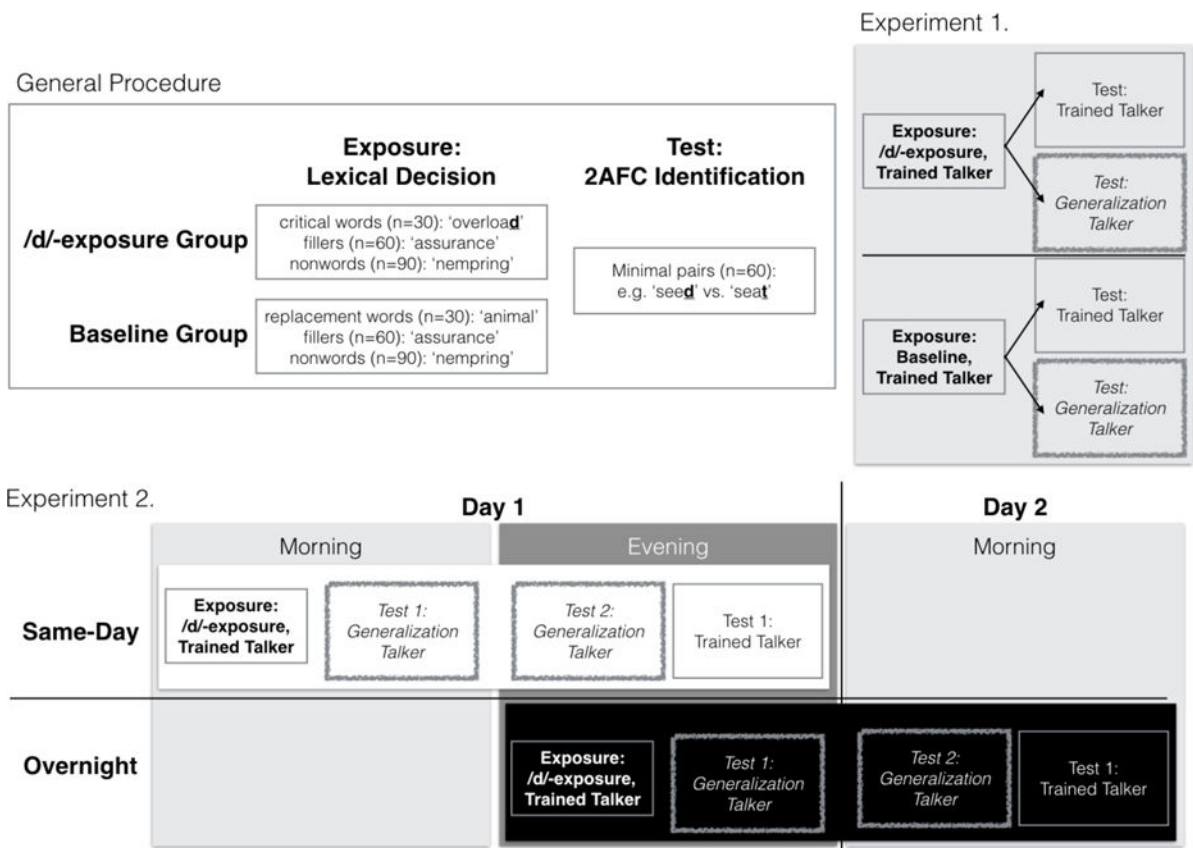 Experiment 1.
General Procedure
Exposure:
Lexical Decision
Test:
2AFC Identification
/d/-exposure Group
critical words (n=30): ‘overload’
fillers (n=60): ‘assurance’
nonwords (n=90): ‘nempring’
Minimal pairs (n=60):
e.g. ‘seed’ vs. ‘seat’
Baseline Group
replacement words (n=30): ‘animal’
fillers (n=60): ‘assurance’
nonwords (n=90): ‘nempring’
Exposure:
/d/-exposure,
Trained Talker
Test:
Trained Talker
Test:
Generalization
Talker
Exposure:
Baseline,
Trained Talker
Test:
Trained Talker
Test:
Generalization
Talker
Experiment 2.
Day 1
Day 2
Morning
Evening
Morning
Same-Day
Exposure:
/d/-exposure,
Trained Talker
Test 1:
Generalization
Talker
Test 2:
Generalization
Talker
Test 1:
Trained Talker
Overnight
Exposure:
/d/-exposure,
Trained Talker
Test 1:
Generalization
Talker
Test 2:
Generalization
Talker
Test 1:
Trained Talker